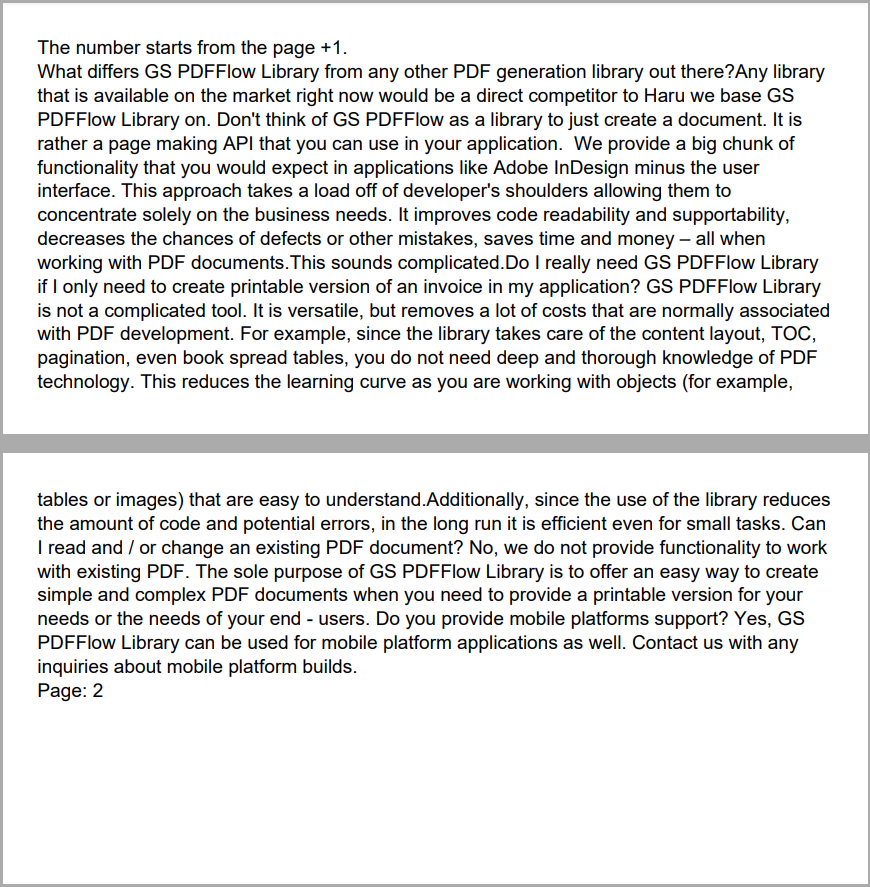 The number starts from the page +1.
What differs GS PDFFlow Library from any other PDF generation library out there?Any library
that is available on the market right now would be a direct competitor to Haru we base GS
PDFFlow Library on. Don't think of GS PDFFlow as a library to just create a document. It is
rather a page making API that you can use in your application.  We provide a big chunk of
functionality that you would expect in applications like Adobe InDesign minus the user
interface. This approach takes a load off of developer's shoulders allowing them to
concentrate solely on the business needs. It improves code readability and supportability,
decreases the chances of defects or other mistakes, saves time and money – all when
working with PDF documents.This sounds complicated.Do I really need GS PDFFlow Library
if I only need to create printable version of an invoice in my application? GS PDFFlow Library
is not a complicated tool. It is versatile, but removes a lot of costs that are normally associated
with PDF development. For example, since the library takes care of the content layout, TOC,
pagination, even book spread tables, you do not need deep and thorough knowledge of PDF
technology. This reduces the learning curve as you are working with objects (for example,
tables or images) that are easy to understand.Additionally, since the use of the library reduces
the amount of code and potential errors, in the long run it is efficient even for small tasks. Can
I read and / or change an existing PDF document? No, we do not provide functionality to work
with existing PDF. The sole purpose of GS PDFFlow Library is to offer an easy way to create
simple and complex PDF documents when you need to provide a printable version for your
needs or the needs of your end - users. Do you provide mobile platforms support? Yes, GS
PDFFlow Library can be used for mobile platform applications as well. Contact us with any
inquiries about mobile platform builds.
Page: 2